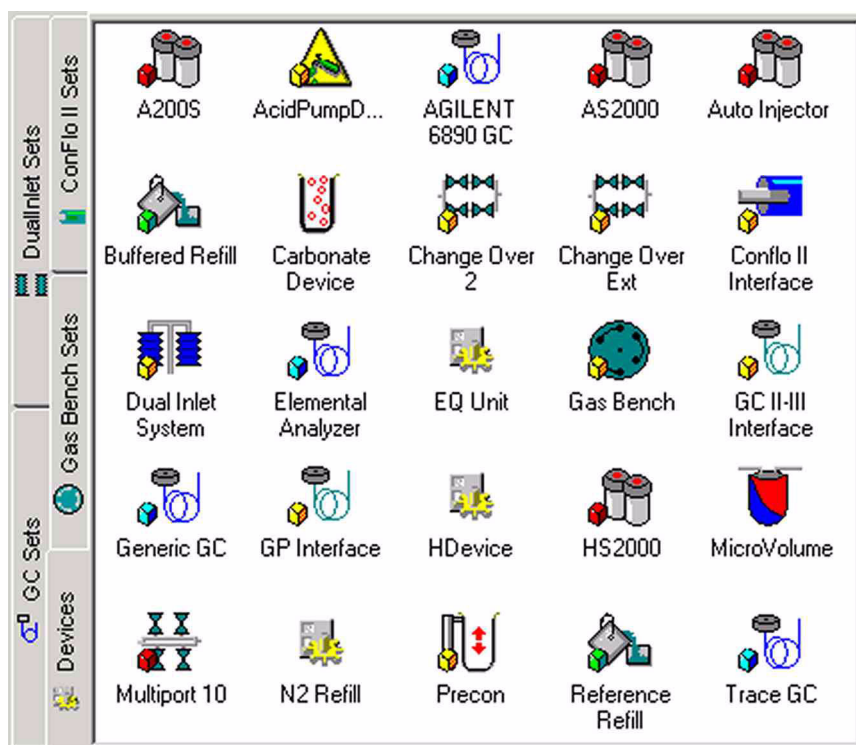 DualInlet Sets
GC Sets
ConFlo II Sets
Gas Bench Sets
Devices
A200S
AcidPumpD...
AGILENT
6890 GC
AS2000
Auto Injector
Buffered Refill
Carbonate
Device
Change Over
2
Change Over
Ext
Conflo II
Interface
Dual Inlet
System
Elemental
Analyzer
EQ Unit
Gas Bench
GC II-III
Interface
Generic GC
GP Interface
HDevice
HS2000
MicroVolume
Multiport 10
N2 Refill
Precon
Reference
Refill
Trace GC